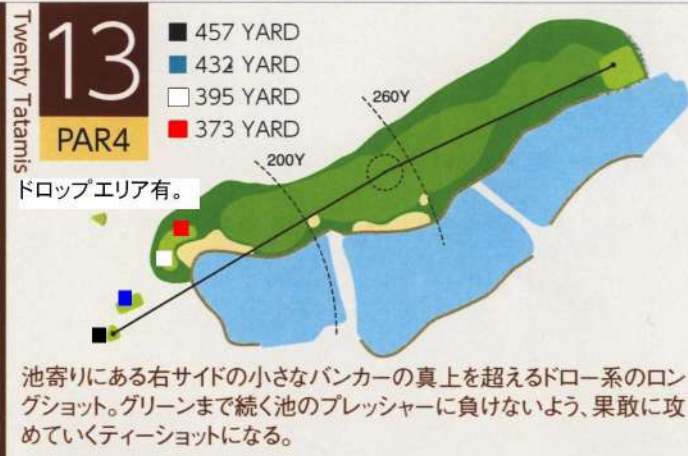 Twenty Tatamis
13
PAR4
457 YARD
432 YARD
395 YARD
373 YARD
ドロップエリア有。
200Y
260Y
池寄りにある右サイドの小さなバンカーの真上を超えるドロー系のロン
グショット。グリーンまで続く池のプレッシャーに負けないよう、果敢に攻
めていくティーショットになる。